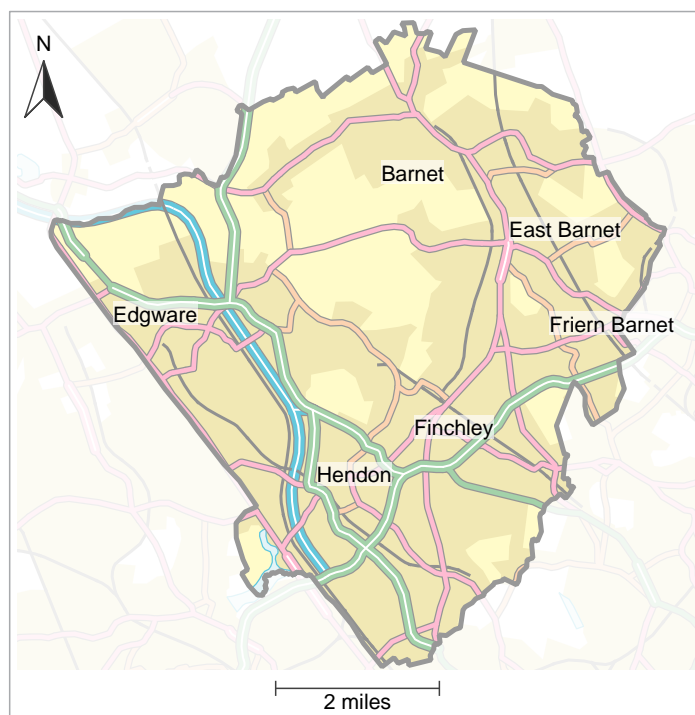 N
Barnet
East Barnet
Edgware
Friern Barnet
Finchley
Hendon
2 miles